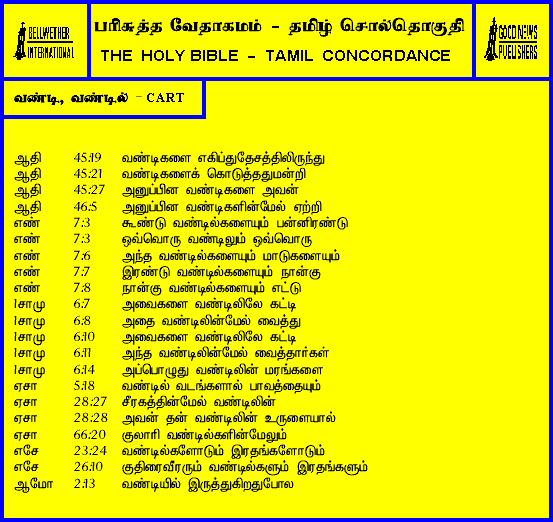 BELLWETHER
INTERNATIONAL
பரிசுத்த வேதாகமம் - தமிழ் சொல்தொகுதி
THE HOLY BIBLE - TAMIL CONCORDANCE
GOOD NEWS
PUBLISHERS
வண்டி, வண்டில் - CART
ஆதி 45:19 வண்டிகளை எகிப்துதேசத்திலிருந்து
ஆதி 45:21 வண்டிகளைக் கொடுத்ததுமன்றி
ஆதி 45:27 அனுப்பின வண்டிகளை அவன்
ஆதி 46:5 அனுப்பின வண்டிகளின்மேல் ஏற்றி
எண் 7:3 கூண்டு வண்டில்களையும் பன்னிரண்டு
எண் 7:3 ஒவ்வொரு வண்டிலும் ஒவ்வொரு
எண் 7:6 அந்த வண்டில்களையும் மாடுகளையும்
எண் 7:7 இரண்டு வண்டில்களையும் நான்கு
எண் 7:8 நான்கு வண்டில்களையும் எட்டு
1சாமு 6:7 அவைகளை வண்டிலிலே கட்டி
1சாமு 6:8 அதை வண்டிலின்மேல் வைத்து
1சாமு 6:10 அவைகளை வண்டிலிலே கட்டி
1சாமு 6:11 அந்த வண்டிலின்மேல் வைத்தார்கள்
1சாமு 6:14 அப்பொழுது வண்டிலின் மரங்களை
ஏசா 5:18 வண்டில் வடங்களால் பாவத்தையும்
ஏசா 28:27 சீரகத்தின்மேல் வண்டிலின்
ஏசா 28:28 அவன் தன் வண்டிலின் உருளையால்
ஏசா 66:20 குலாரி வண்டில்களின்மேலும்
எசே 23:24 வண்டில்களோடும் இரதங்களோடும்
எசே 26:10 குதிரைவீரரும் வண்டில்களும் இரதங்களும்
ஆமோ 2:13 வண்டியில் இருத்துகிறதுபோல